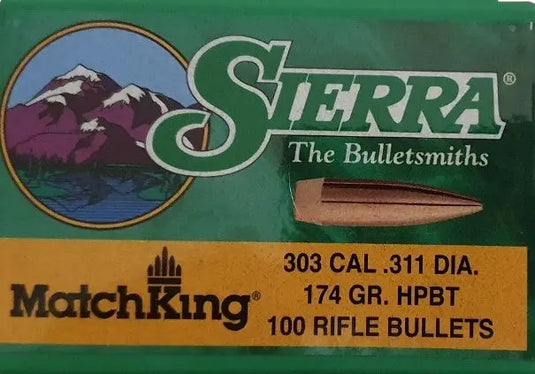 SIERRA®
The Bulletsmiths
MatchKing®
303 CAL .311 DIA.
174 GR. HPBT
100 RIFLE BULLETS